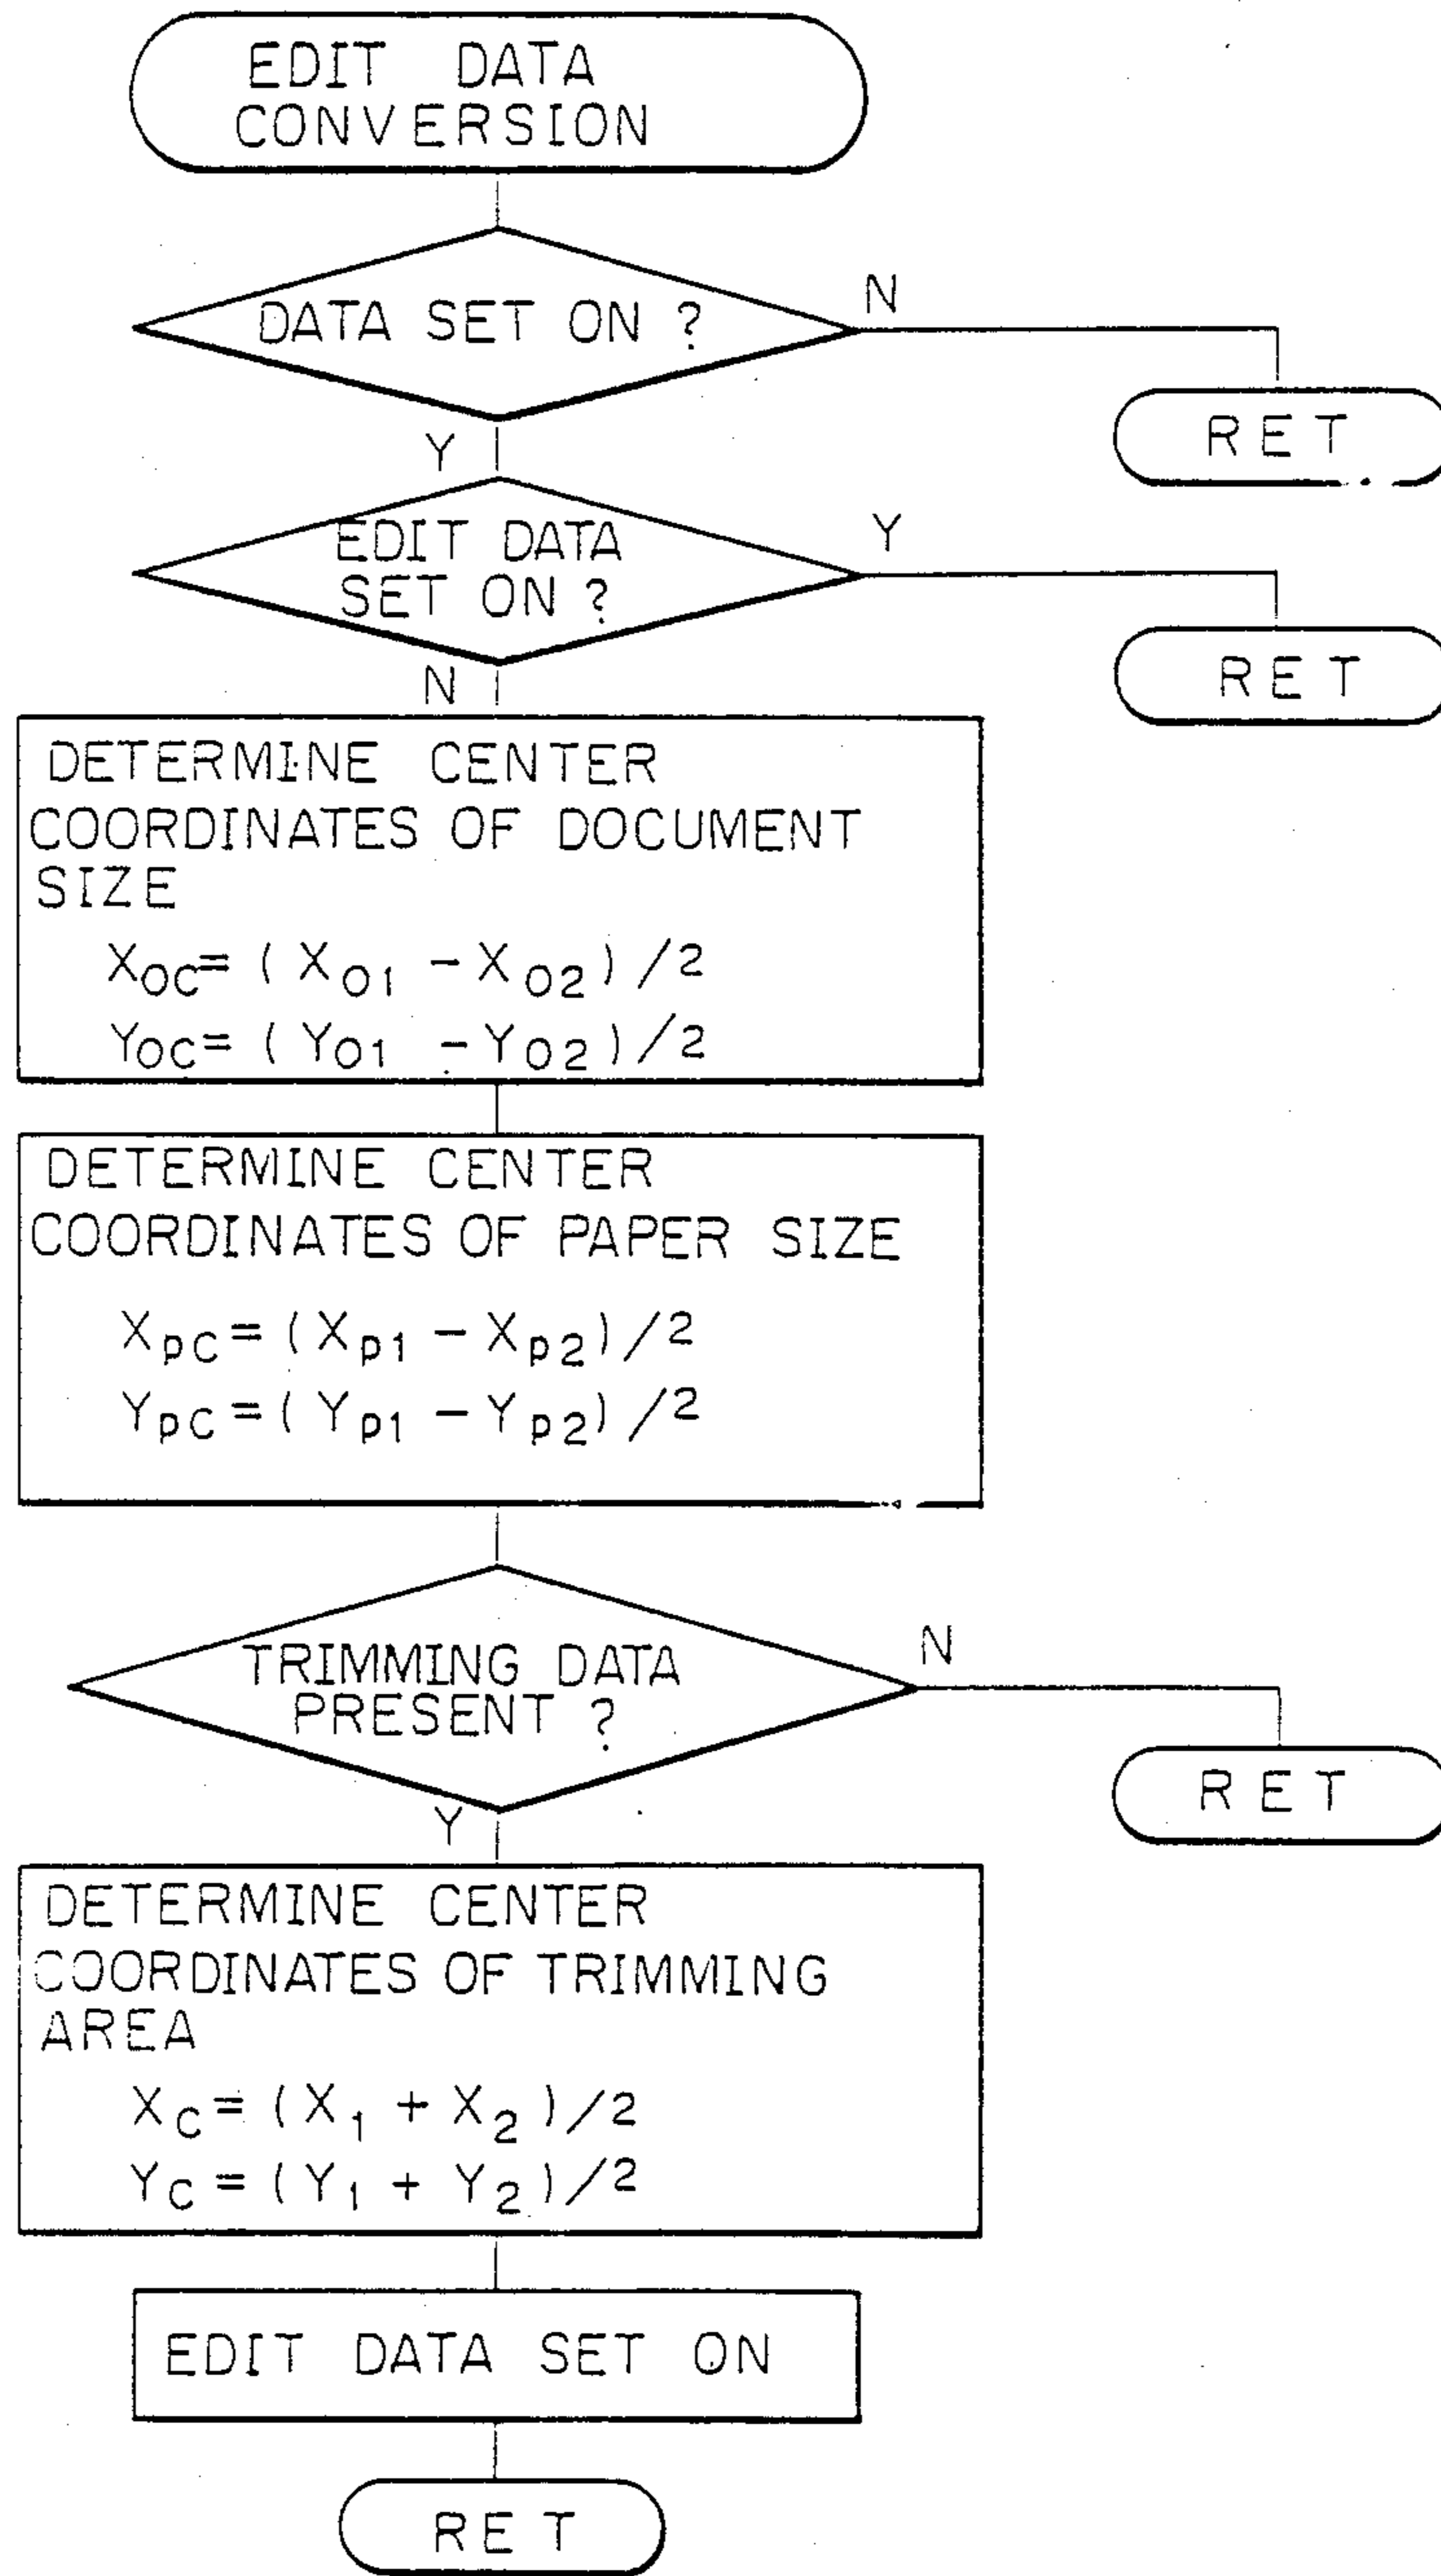 EDIT DATA
CONVERSION
DATA SET ON ?
N
RET
Y
EDIT DATA
SET ON ?
Y
RET
N
DETERMINE CENTER
COORDINATES OF DOCUMENT
SIZE
XOC= ( XO1 - XO2 ) /2
YOC= ( YO1 - YO2 ) /2
DETERMINE CENTER
COORDINATES OF PAPER SIZE
XpC = ( Xp1 - Xp2 ) /2
YpC = ( Yp1 - Yp2 ) /2
TRIMMING DATA
PRESENT ?
N
RET
Y
DETERMINE CENTER
COORDINATES OF TRIMMING
AREA
XC = ( X1 + X2 ) /2
YC = ( Y1 + Y2 ) /2
EDIT DATA SET ON
RET